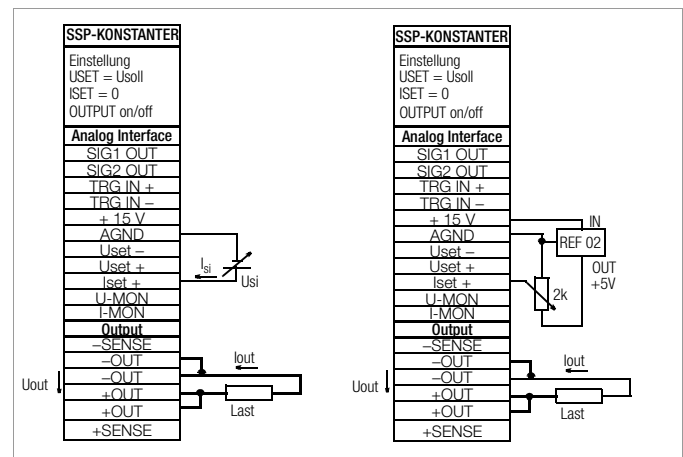 SSP-KONSTANTER
Einstellung
USET = Usoll
ISET = 0
OUTPUT on/off
Analog Interface
SIG1 OUT
SIG2 OUT
TRG IN +
TRG IN –
+ 15 V
AGND
Uset –
Uset +
Iset +
U-MON
I-MON
Output
–SENSE
–OUT
–OUT
+OUT
+OUT
+SENSE
Isi
Usi
Iout
Uout
Last
SSP-KONSTANTER
Einstellung
USET = Usoll
ISET = 0
OUTPUT on/off
Analog Interface
SIG1 OUT
SIG2 OUT
TRG IN +
TRG IN –
+ 15 V
AGND
Uset –
Uset +
Iset +
U-MON
I-MON
Output
–SENSE
–OUT
–OUT
+OUT
+OUT
+SENSE
IN
REF 02
OUT
+5V
2k
Iout
Uout
Last